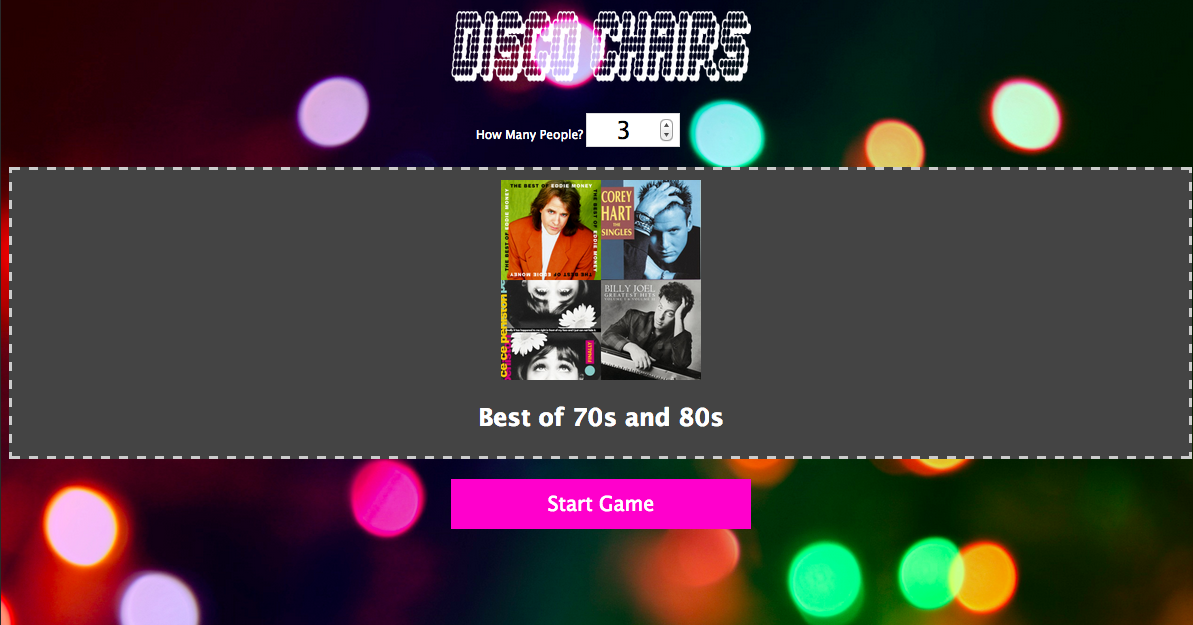 DISCO CHAIRS
How Many People? 3
THE BEST OF EDDIE MONEY
THE BEST OF EDDIE MONEY
THE BEST OF EDDIE MONEY
THE BEST OF EDDIE MONEY
COREY
HART
THE
SINGLES
ce ce peniston
FINALLY
BILLY JOEL
GREATEST HITS
Best of 70s and 80s
Start Game